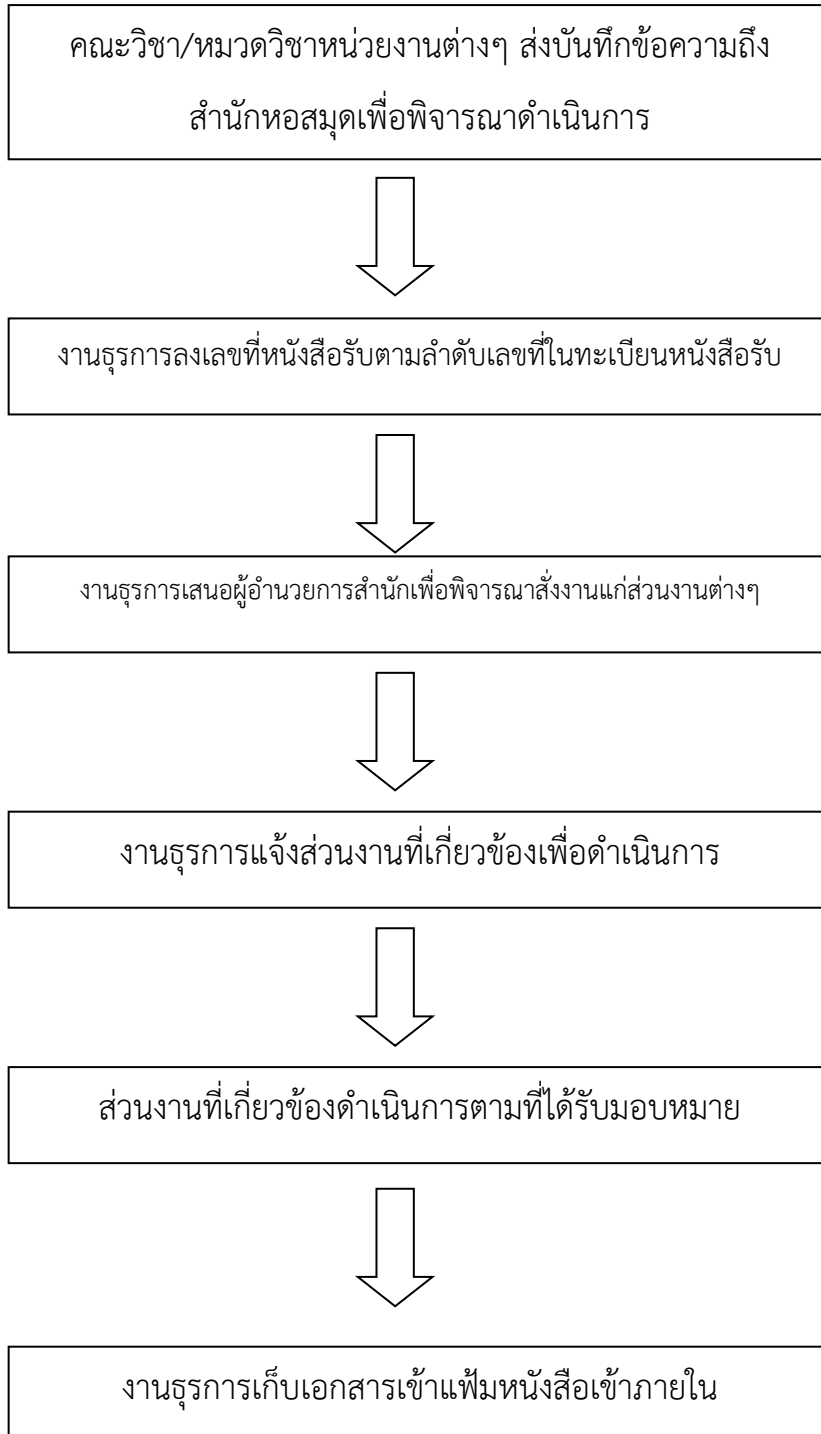 คณะวิชา/หมวดวิชาหน่วยงานต่างๆ ส่งบันทึกข้อความถึง
สำนักหอสมุดเพื่อพิจารณาดำเนินการ
งานธุรการลงเลขที่หนังสือรับตามลำดับเลขที่ในทะเบียนหนังสือรับ
งานธุรการเสนอผู้อำนวยการสำนักเพื่อพิจารณาสั่งงานแก่ส่วนงานต่างๆ
งานธุรการแจ้งส่วนงานที่เกี่ยวข้องเพื่อดำเนินการ
ส่วนงานที่เกี่ยวข้องดำเนินการตามที่ได้รับมอบหมาย
งานธุรการเก็บเอกสารเข้าแฟ้มหนังสือเข้าภายใน